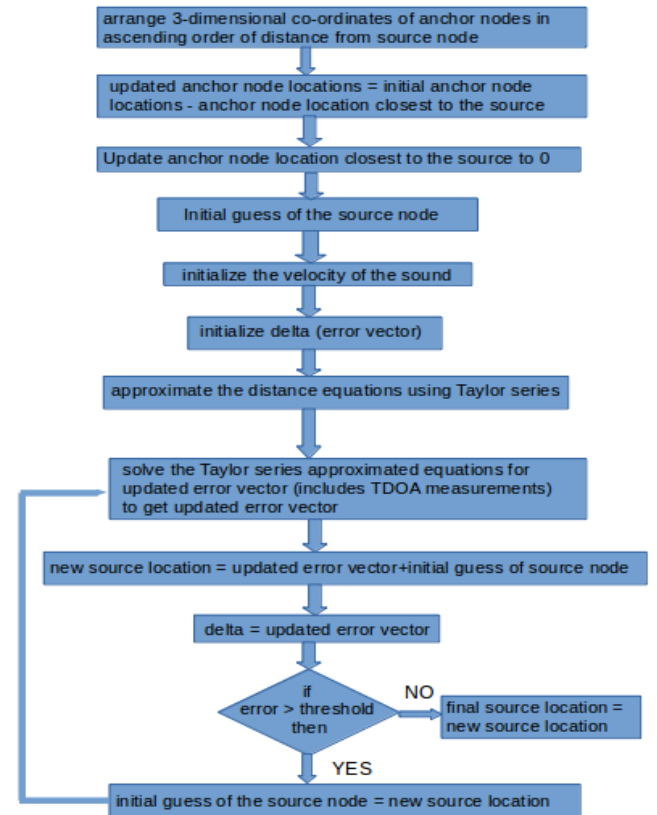 arrange 3-dimensional co-ordinates of anchor nodes in
ascending order of distance from source node
updated anchor node locations = initial anchor node
locations - anchor node location closest to the source
Update anchor node location closest to the source to 0
Initial guess of the source node
initialize the velocity of the sound
initialize delta (error vector)
approximate the distance equations using Taylor series
solve the Taylor series approximated equations for
updated error vector (includes TDOA measurements)
to get updated error vector
new source location = updated error vector+initial guess of source node
delta = updated error vector
if
error > threshold
then
NO
final source location =
new source location
YES
initial guess of the source node = new source location